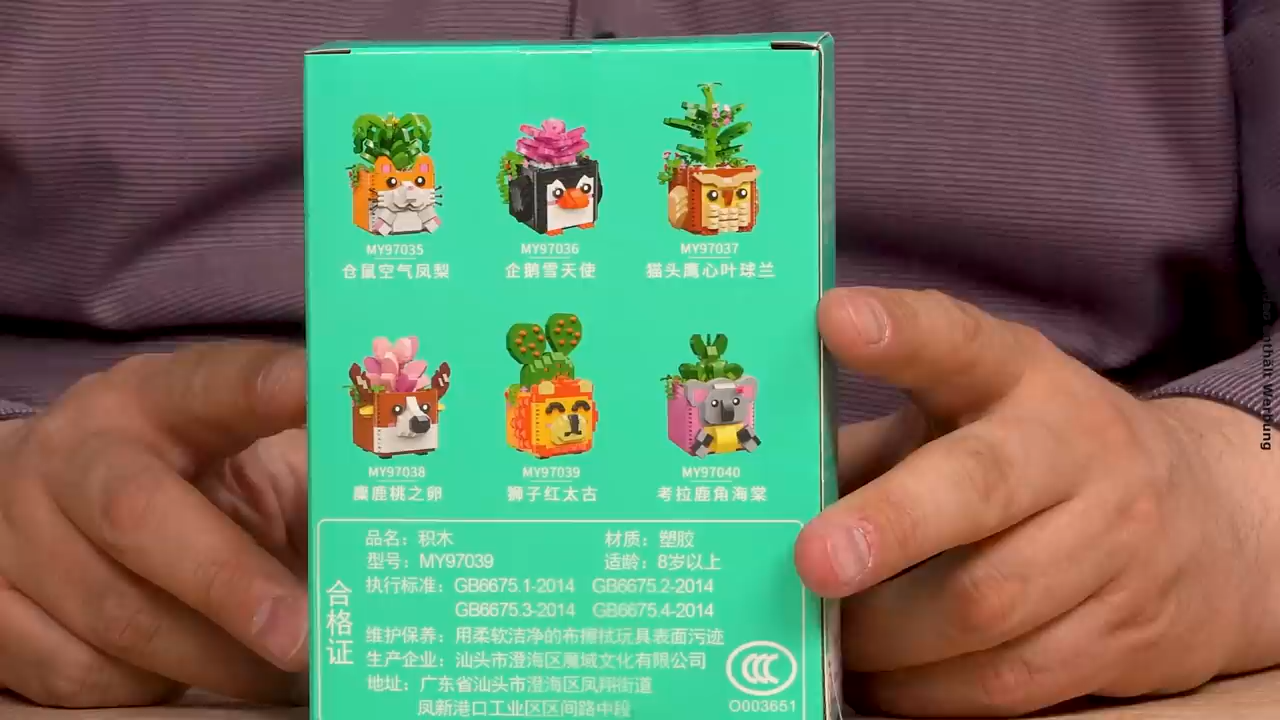 MY97035 MY97036 MY97037
仓鼠空气凤梨 企鹅雪天使 猫头鹰心叶球兰
MY97038 MY97039 MY97040
麋鹿桃之卵 狮子红太古 考拉鹿角海棠
合格证
品名：积木 材质：塑胶
型号：MY97039 适龄：8岁以上
执行标准：GB6675.1-2014 GB6675.2-2014
GB6675.3-2014 GB6675.4-2014
维护保养：用柔软洁净的布擦拭玩具表面污迹
生产企业：汕头市澄海区魔域文化有限公司
地址：广东省汕头市澄海区凤翔街道
凤新港口工业区区间路中段
CCC
O003651
Werbung